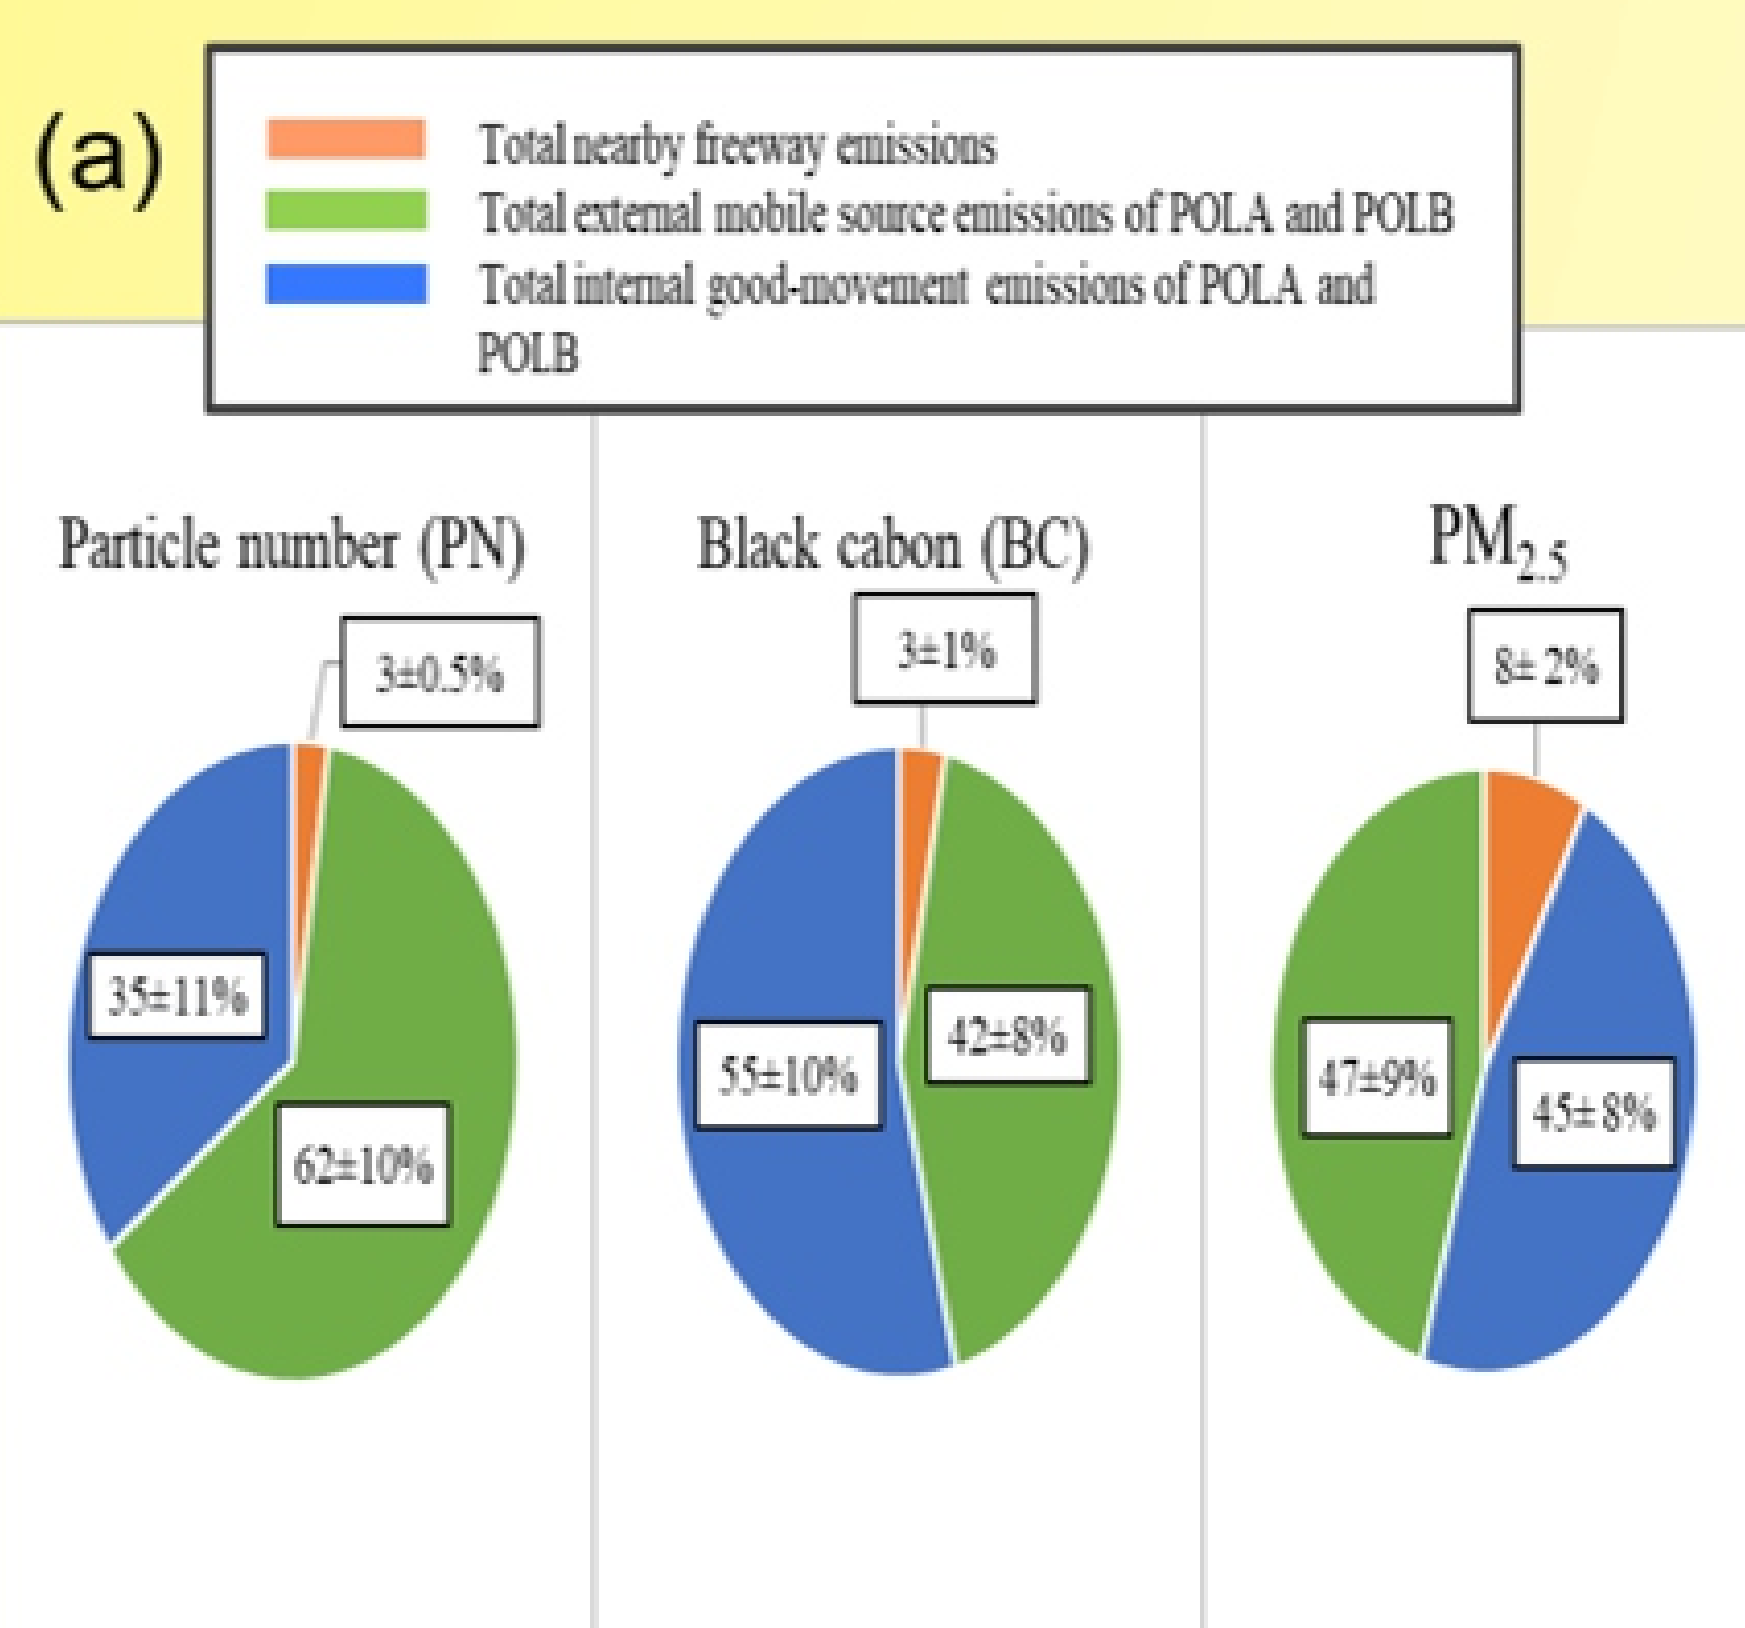 (a)
Total nearby freeway emissions
Total external mobile source emissions of POLA and POLB
Total internal good-movement emissions of POLA and
POLB
Particle number (PN)
3±0.5%
35±11%
62±10%
Black cabon (BC)
3±1%
42±8%
55±10%
PM2.5
8± 2%
47±9%
45± 8%